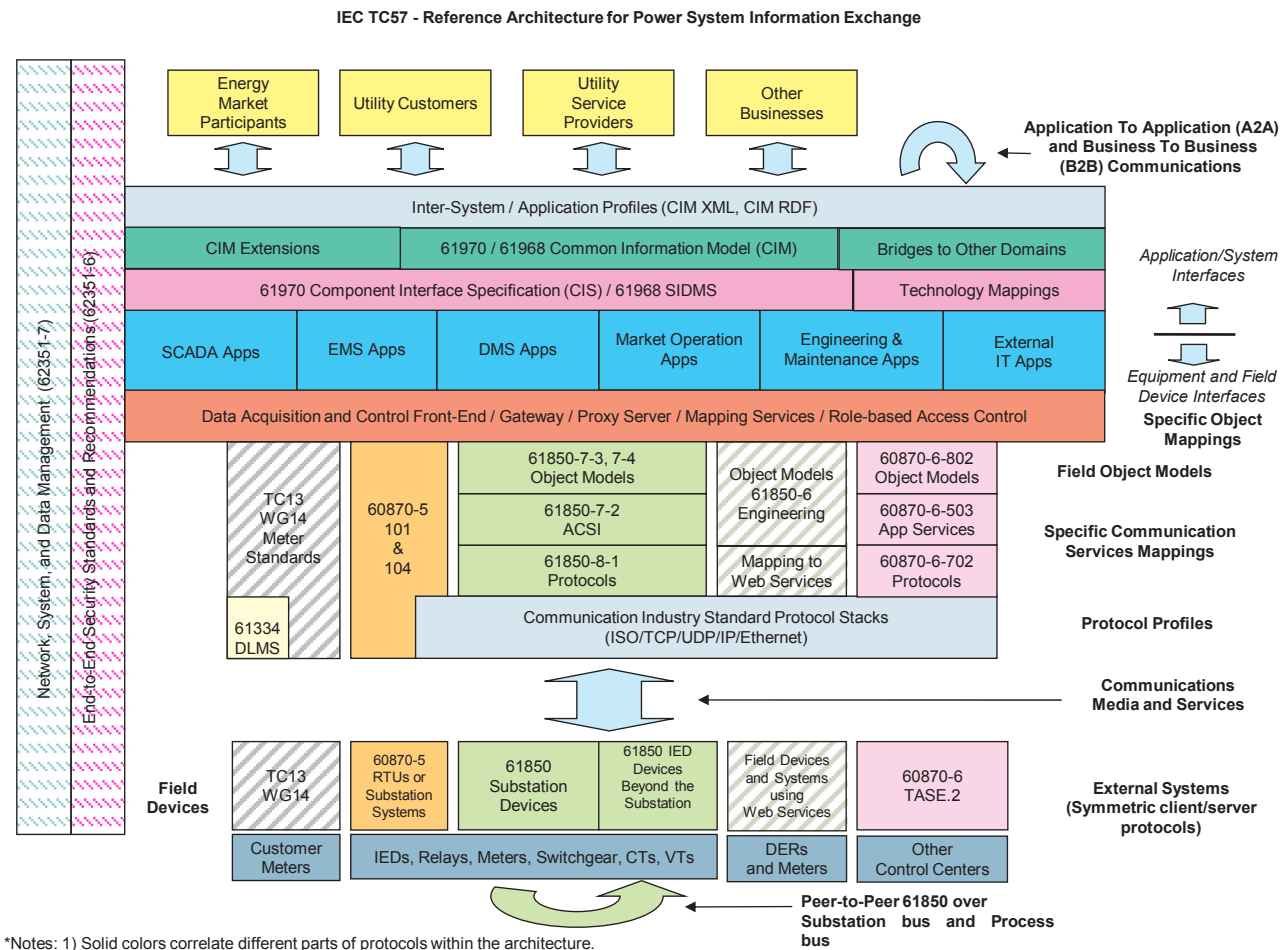 IEC TC57 - Reference Architecture for Power System Information Exchange
Energy
Market
Participants
Utility Customers
Utility
Service
Providers
Other
Businesses
Application To Application (A2A)
and Business To Business
(B2B) Communications
Inter-System / Application Profiles (CIM XML, CIM RDF)
CIM Extensions
61970 / 61968 Common Information Model (CIM)
Bridges to Other Domains
61970 Component Interface Specification (CIS) / 61968 SIDMS
Technology Mappings
Application/System
Interfaces
SCADA Apps
EMS Apps
DMS Apps
Market Operation
Apps
Engineering &
Maintenance Apps
External
IT Apps
Equipment and Field
Device Interfaces
Data Acquisition and Control Front-End / Gateway / Proxy Server / Mapping Services / Role-based Access Control
Specific Object
Mappings
Network, System, and Data Management (62351-7)
End-to-End Security Standards and Recommendations (62351-6)
TC13
WG14
Meter
Standards
61334
DLMS
60870-5
101
&
104
61850-7-3, 7-4
Object Models
61850-7-2
ACSI
61850-8-1
Protocols
Object Models
61850-6
Engineering
Mapping to
Web Services
60870-6-802
Object Models
60870-6-503
App Services
60870-6-702
Protocols
Field Object Models
Specific Communication
Services Mappings
Communication Industry Standard Protocol Stacks
(ISO/TCP/UDP/IP/Ethernet)
Protocol Profiles
Communications
Media and Services
Field
Devices
TC13
WG14
60870-5
RTUs or
Substation
Systems
61850
Substation
Devices
61850 IED
Devices
Beyond the
Substation
Field Devices
and Systems
using
Web Services
60870-6
TASE.2
External Systems
(Symmetric client/server
protocols)
Customer
Meters
IEDs, Relays, Meters, Switchgear, CTs, VTs
DERs
and Meters
Other
Control Centers
Peer-to-Peer 61850 over
Substation bus and Process
bus
*Notes: 1) Solid colors correlate different parts of protocols within the architecture.